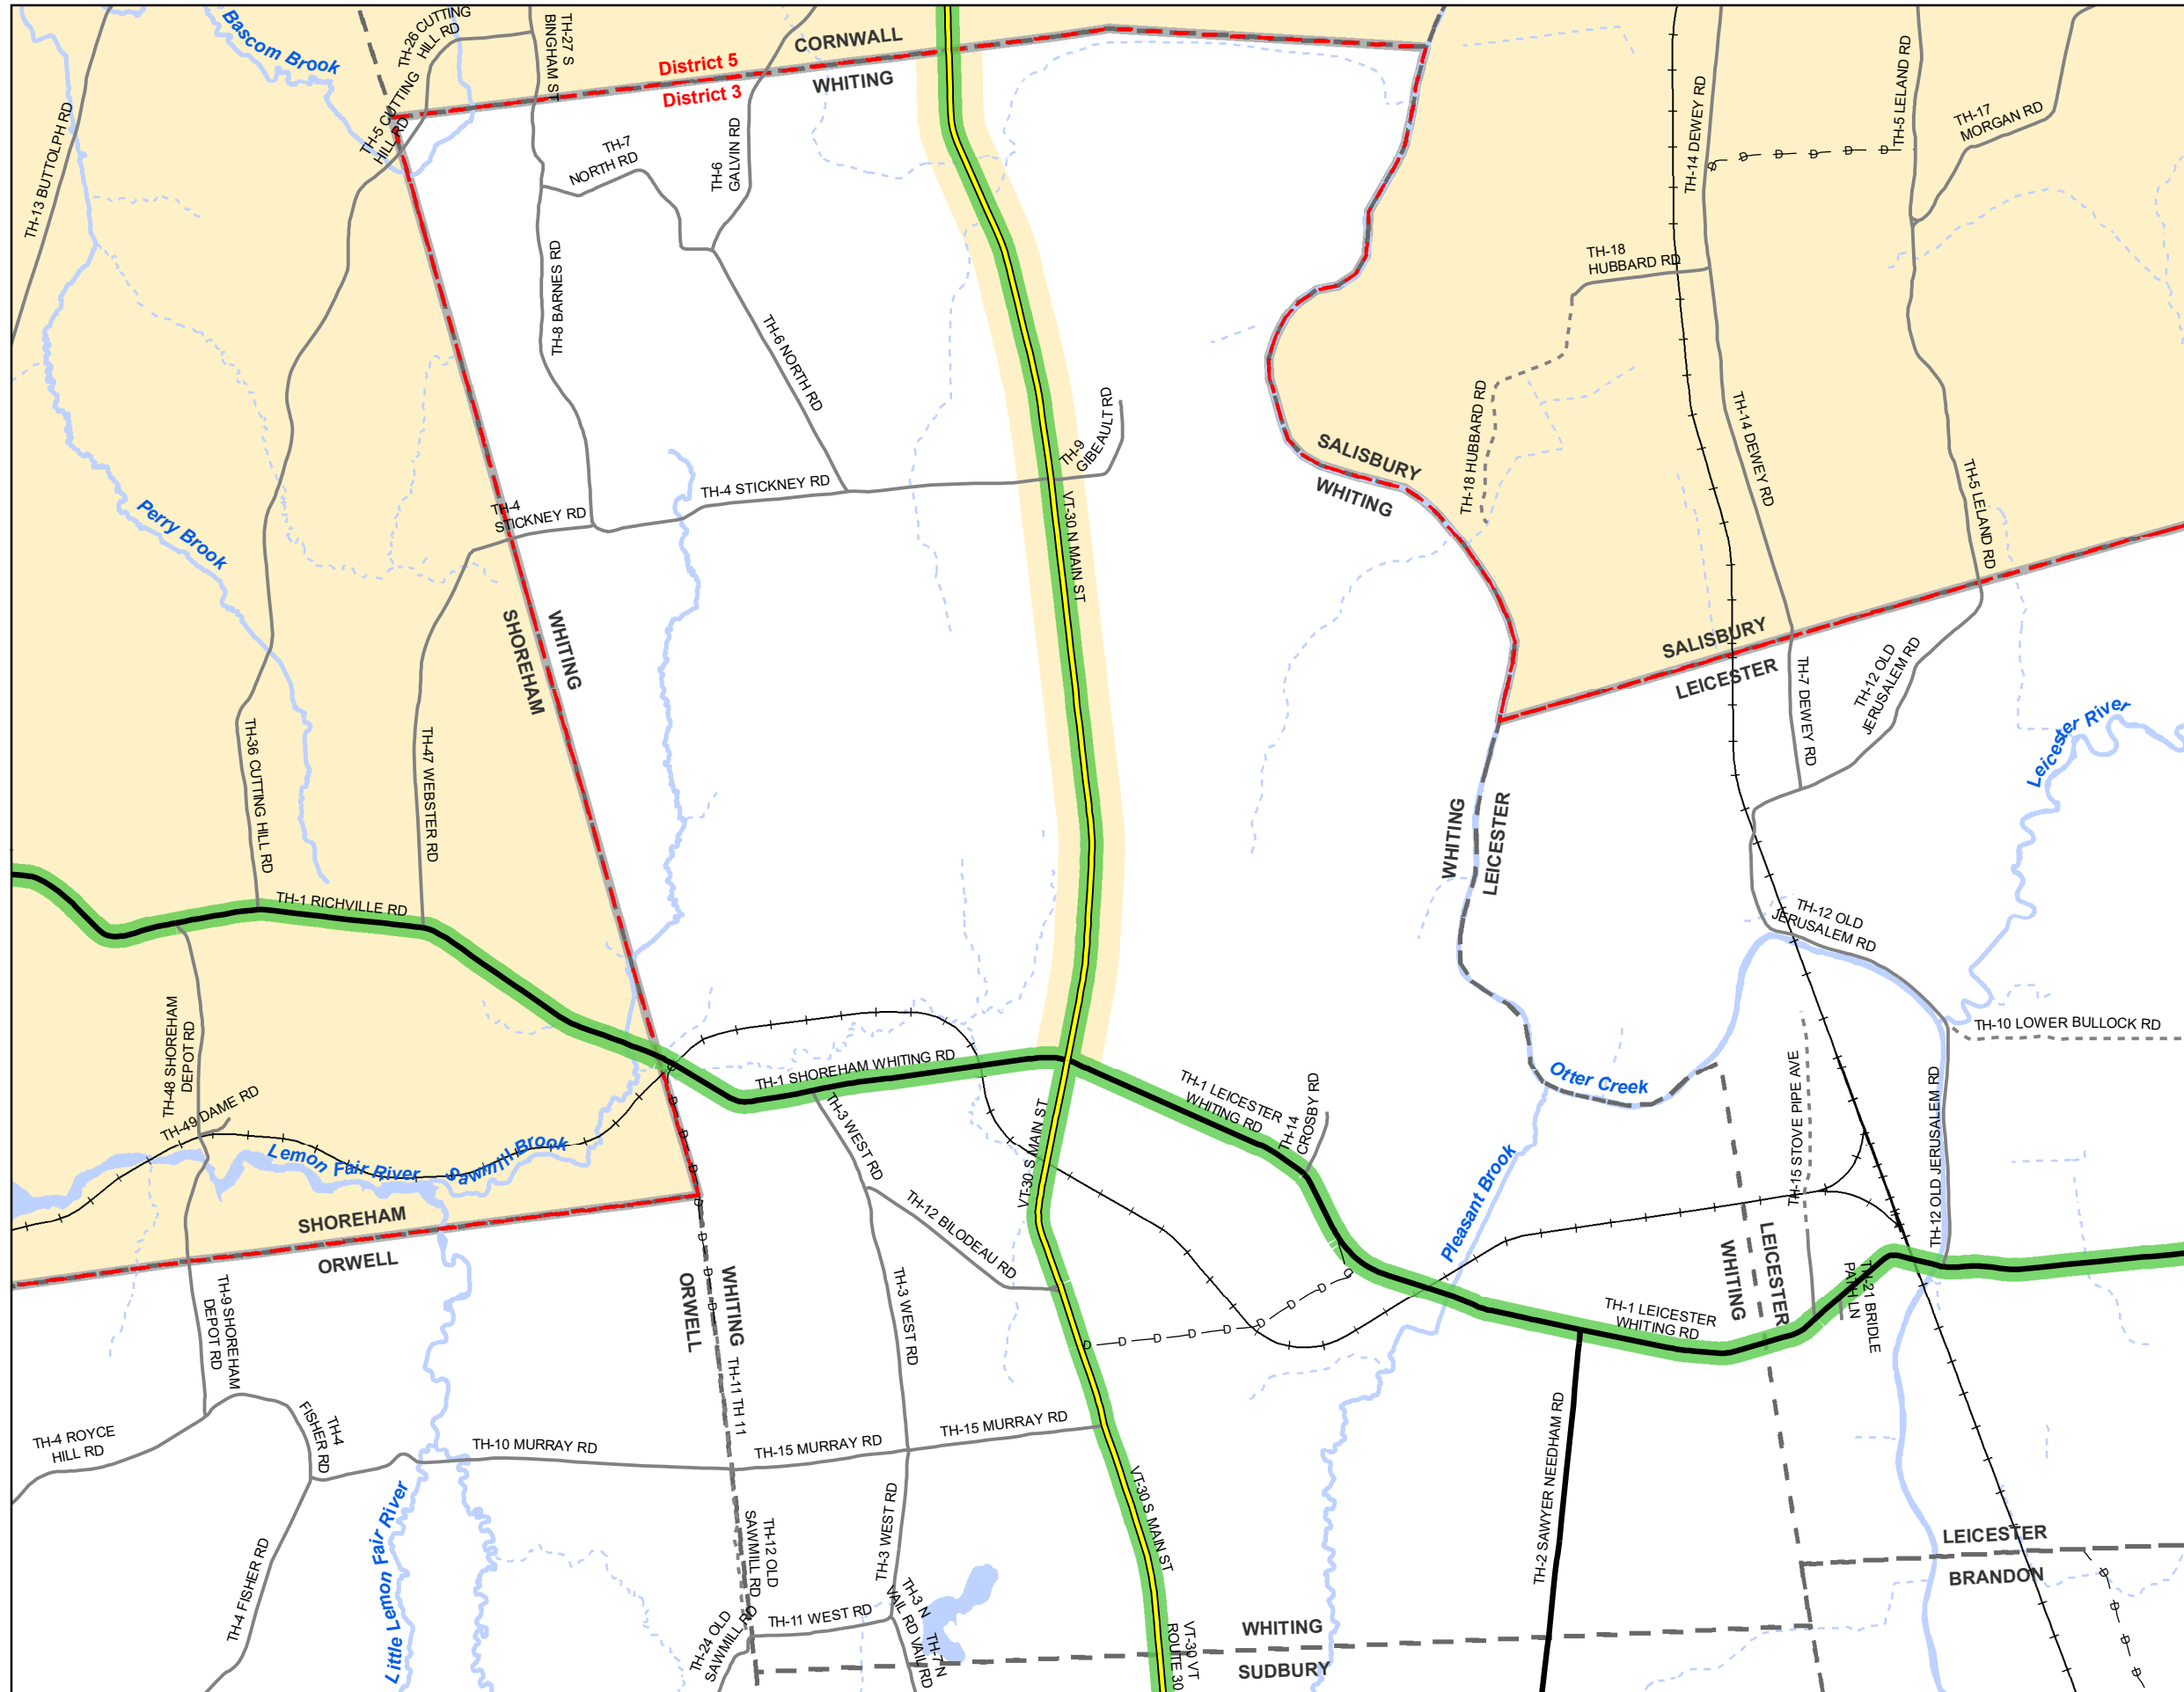 Bascom Brook
TH-26 CUTTING
HILL RD
TH-27 S
BINGHAM ST
CORNWALL
District 5
WHITING
District 3
TH-5 CUTTING
HILL RD
TH-13 BUTTOLPH RD
TH-7
NORTH RD
TH-6
GALVIN RD
TH-14 DEWEY RD
TH-5 LELAND RD
TH-17
MORGAN RD
TH-18
HUBBARD RD
TH-8 BARNES RD
TH-6 NORTH RD
TH-9
GIBEAULT RD
TH-18 HUBBARD RD
TH-14 DEWEY RD
SALISBURY
WHITING
TH-5 LELAND RD
TH-4 STICKNEY RD
TH-4
STICKNEY RD
VT-30 N MAIN ST
Perry Brook
WHITING
SHOREHAM
SALISBURY
LEICESTER
TH-7 DEWEY RD
TH-12 OLD
JERUSALEM RD
Leicester River
TH-36 CUTTING HILL RD
TH-47 WEBSTER RD
WHITING
LEICESTER
TH-1 RICHVILLE RD
TH-12 OLD
JERUSALEM RD
TH-48 SHOREHAM
DEPOT RD
TH-10 LOWER BULLOCK RD
TH-1 SHOREHAM WHITING RD
TH-1 LEICESTER
WHITING RD
TH-14
CROSBY RD
Otter Creek
TH-15 STOVE PIPE AVE
TH-12 OLD JERUSALEM RD
TH-49 DAME RD
Lemon Fair River
Sawmill Brook
TH-3 WEST RD
VT-30 S MAIN ST
Pleasant Brook
SHOREHAM
ORWELL
TH-12 BILODEAU RD
WHITING
LEICESTER
TH-21 BRIDLE
PATH LN
TH-9 SHOREHAM
DEPOT RD
WHITING
ORWELL
TH-3 WEST RD
TH-1 LEICESTER
WHITING RD
TH-11 TH 11
TH-4 ROYCE
HILL RD
TH-4
FISHER RD
TH-10 MURRAY RD
TH-15 MURRAY RD
TH-15 MURRAY RD
TH-2 SAWYER NEEDHAM RD
Little Lemon Fair River
TH-12 OLD
SAWMILL RD
TH-3 WEST RD
VT-30 S MAIN ST
LEICESTER
BRANDON
TH-4 FISHER RD
TH-24 OLD
SAWMILL RD
TH-11 WEST RD
TH-3 N
VAIL RD
TH-7 N
VAIL RD
VT-30 VT
ROUTE 30
WHITING
SUDBURY
D D D D D D
D D D D D D D
D D D D D D D
D D D D